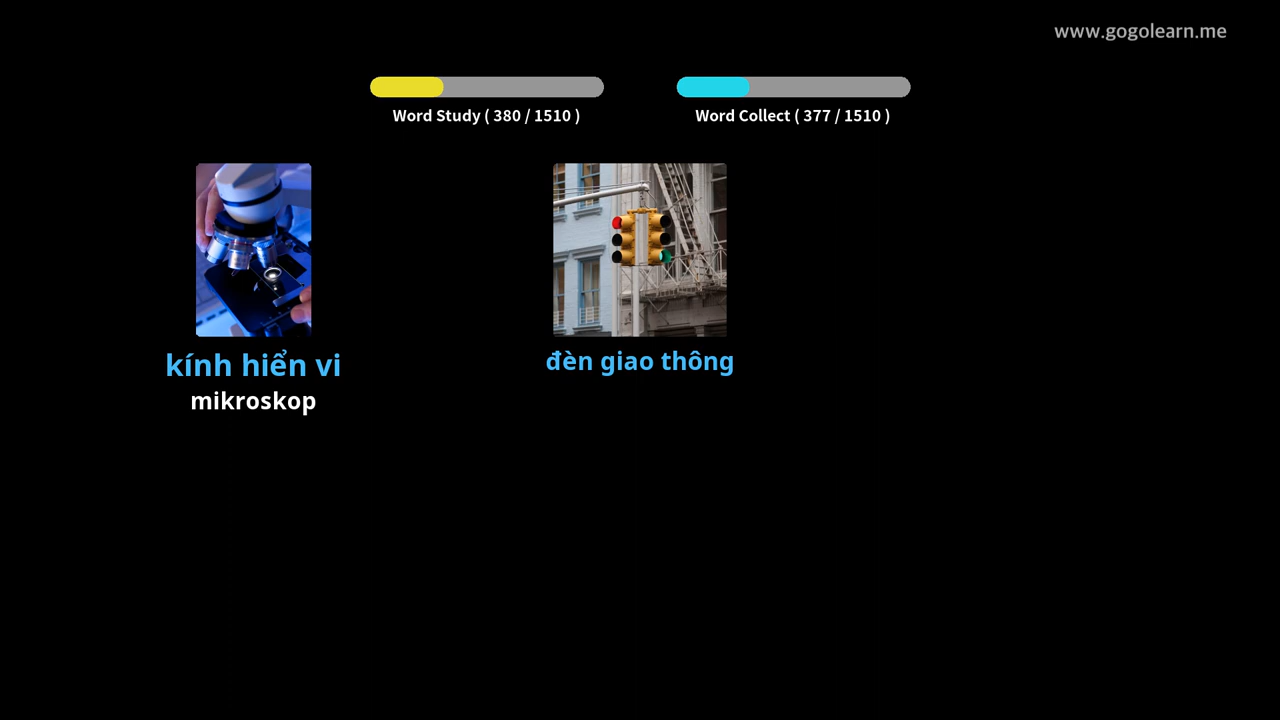 www.gogolearn.me
Word Study ( 380 / 1510 )
Word Collect ( 377 / 1510 )
kính hiển vi
mikroskop
đèn giao thông